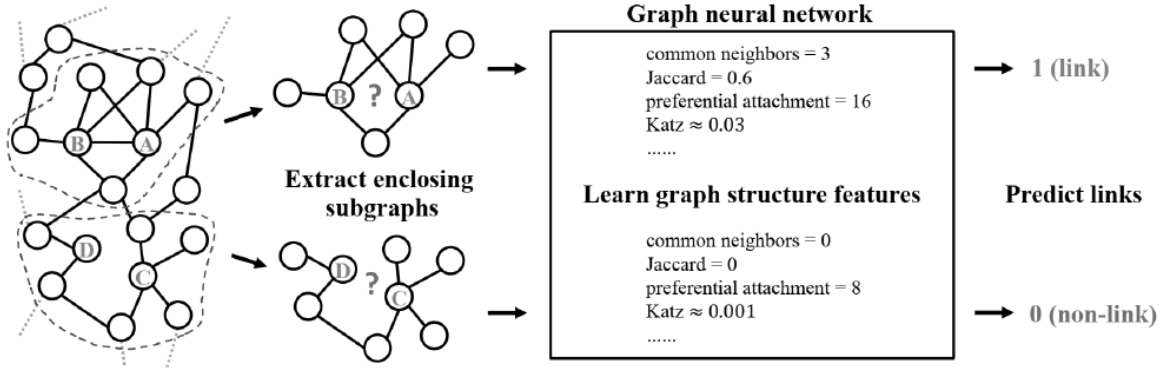 Graph neural network
B
A
B
?
A
common neighbors = 3
Jaccard = 0.6
preferential attachment = 16
Katz ≈ 0.03
......
1 (link)
Extract enclosing
subgraphs
Learn graph structure features
Predict links
D
C
D
?
C
common neighbors = 0
Jaccard = 0
preferential attachment = 8
Katz ≈ 0.001
......
0 (non-link)